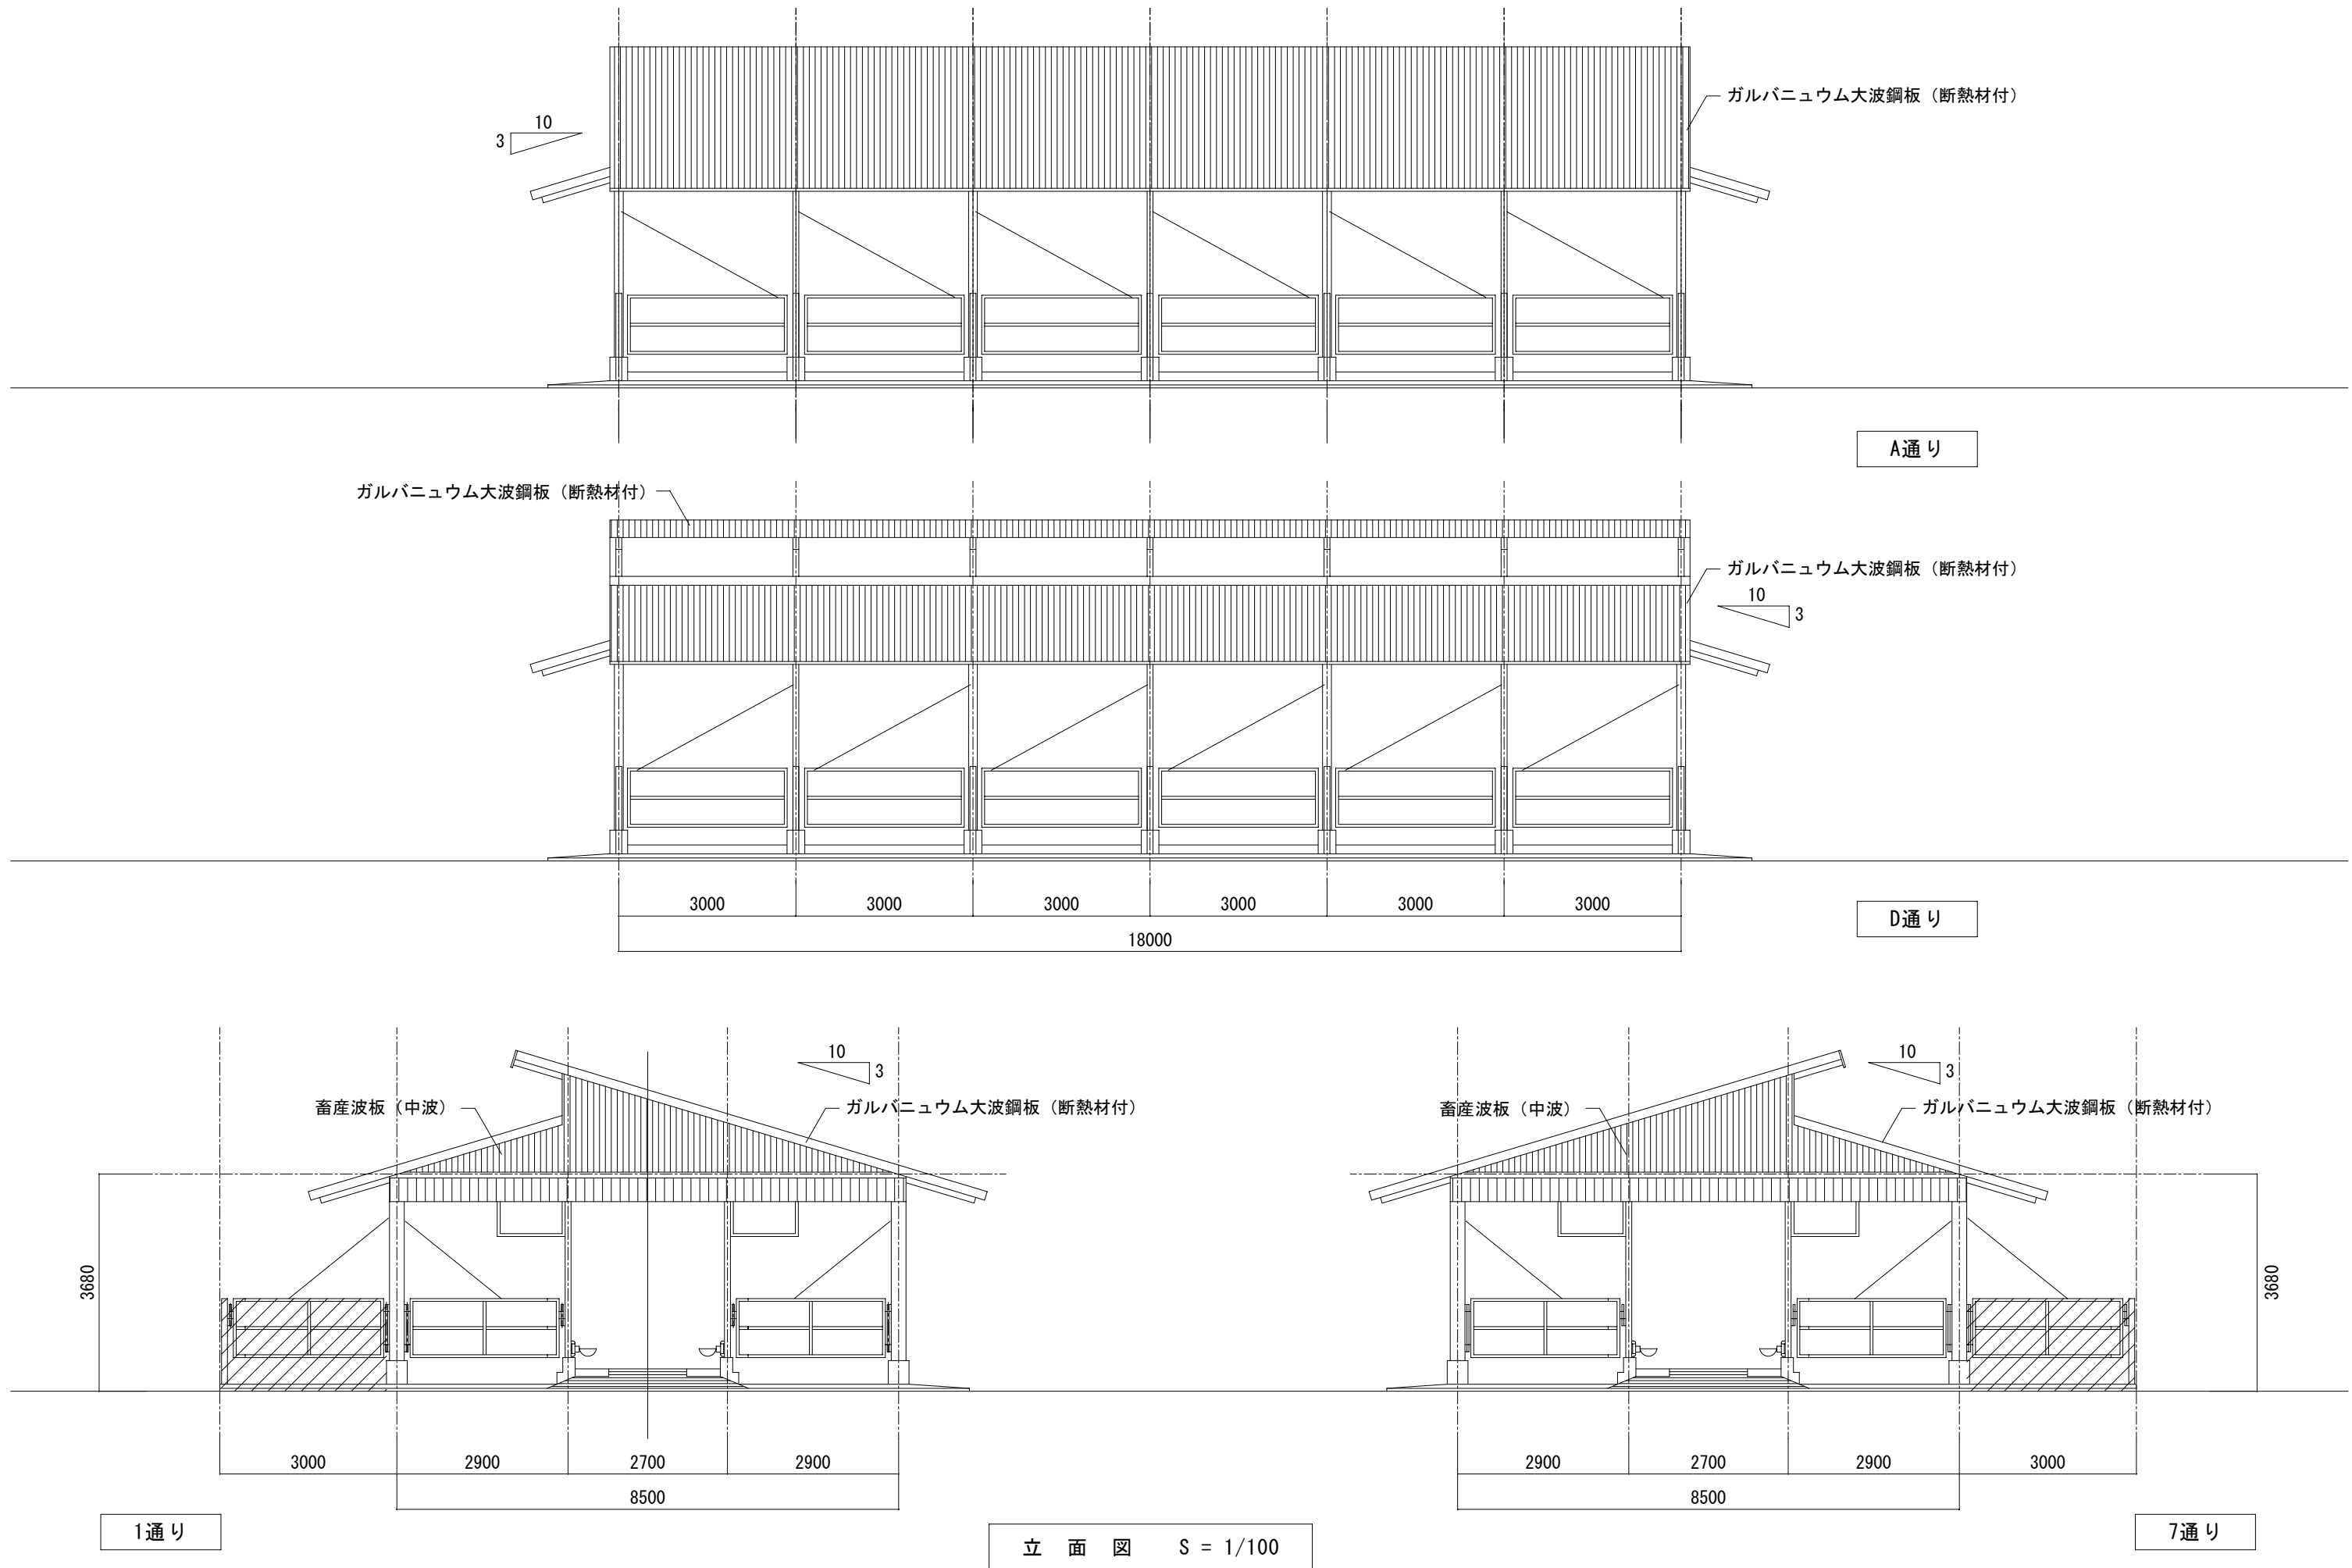 ガルバニュウム大波鋼板（断熱材付）
10
3
A通り
ガルバニュウム大波鋼板（断熱材付）
ガルバニュウム大波鋼板（断熱材付）
10
3
3000 3000 3000 3000 3000 3000
18000
D通り
10
3
畜産波板（中波）
ガルバニュウム大波鋼板（断熱材付）
3680
3000 2900 2700 2900
8500
1通り
10
3
畜産波板（中波）
ガルバニュウム大波鋼板（断熱材付）
3680
2900 2700 2900 3000
8500
7通り
立 面 図 S = 1/100